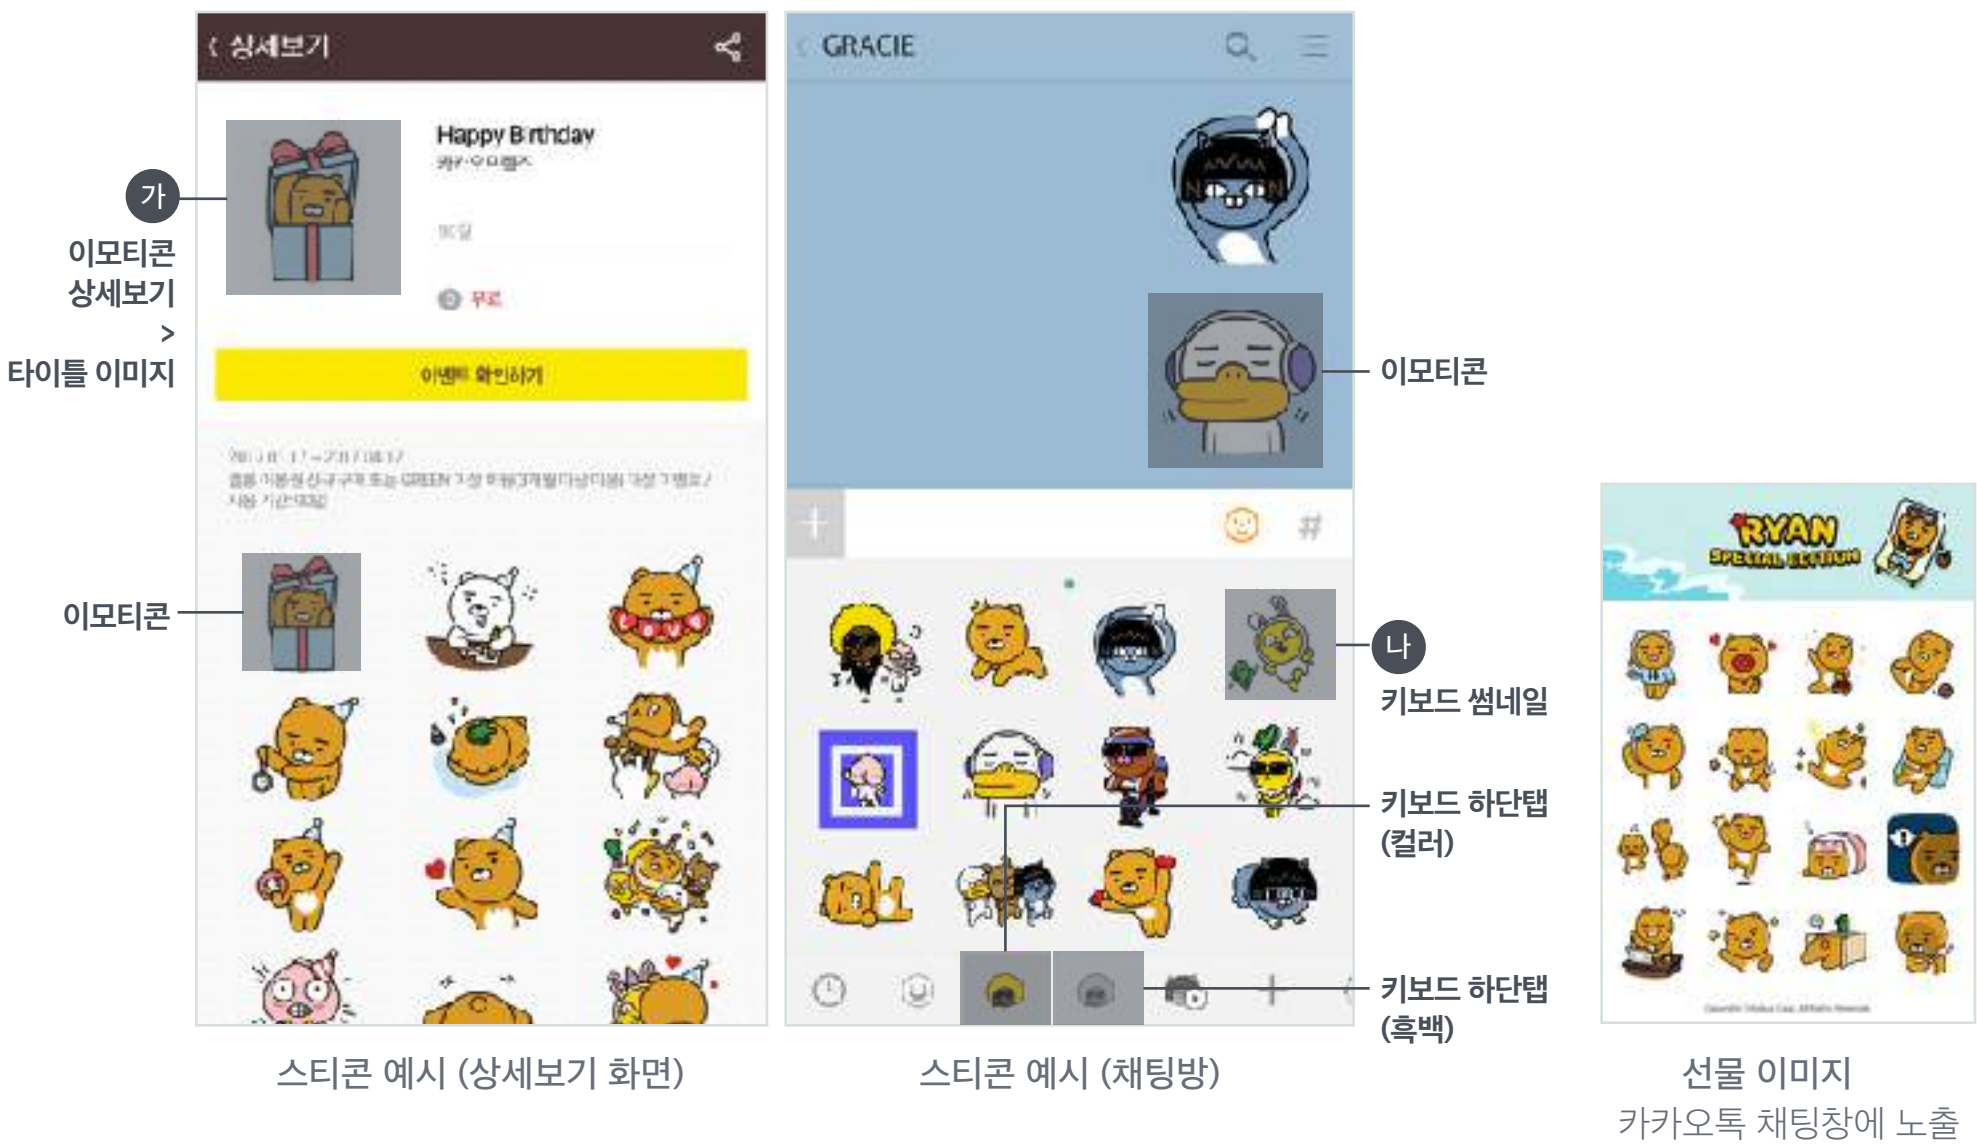 상세보기
Happy Birthday
무료
이벤트 확인하기
가
이모티콘
상세보기
>
타이틀 이미지
이모티콘
LOVE
스티콘 예시 (상세보기 화면)
GRACIE
이모티콘
#
나
키보드 썸네일
키보드 하단탭
(컬러)
키보드 하단탭
(흑백)
스티콘 예시 (채팅방)
RYAN
SPECIAL EDITION
선물 이미지
카카오톡 채팅창에 노출